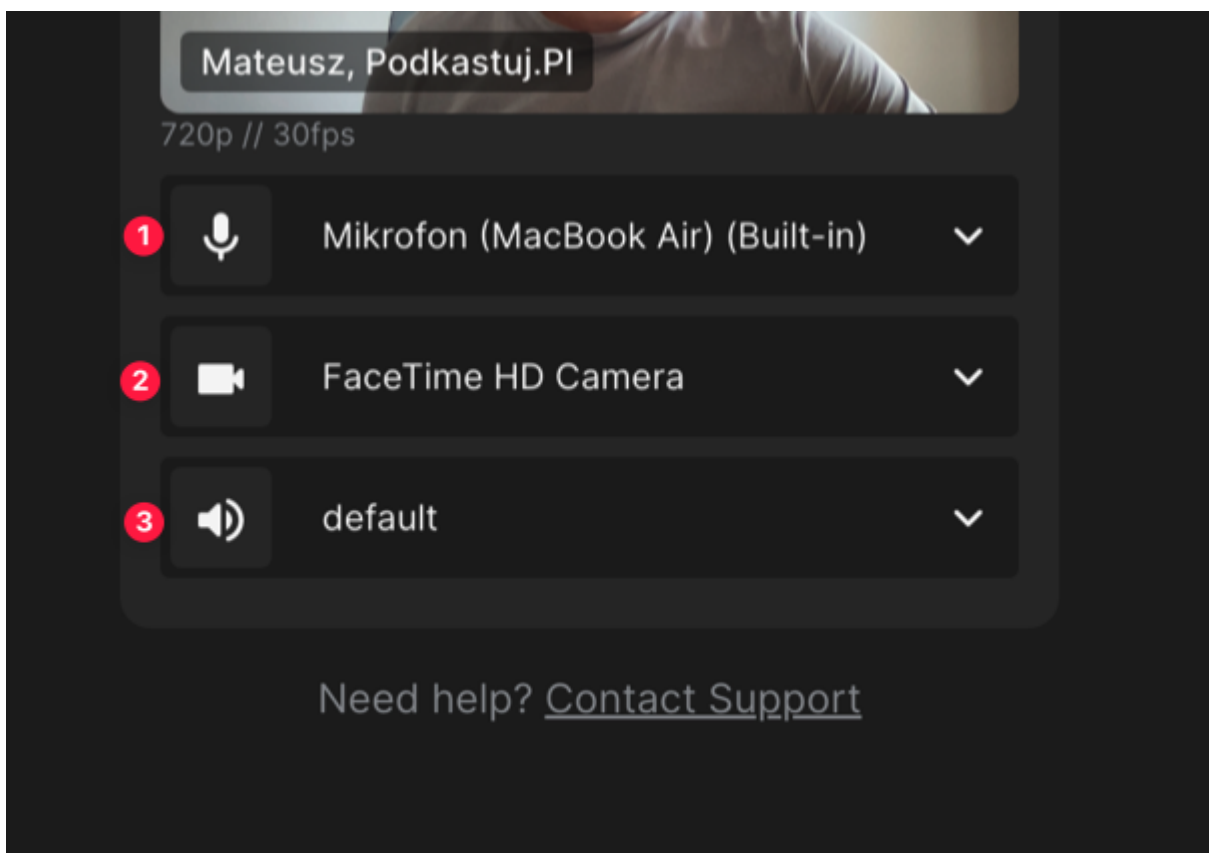 Mateusz, Podkastuj.Pl
720p // 30fps
1 Mikrofon (MacBook Air) (Built-in)
2 FaceTime HD Camera
3 default
Need help? Contact Support